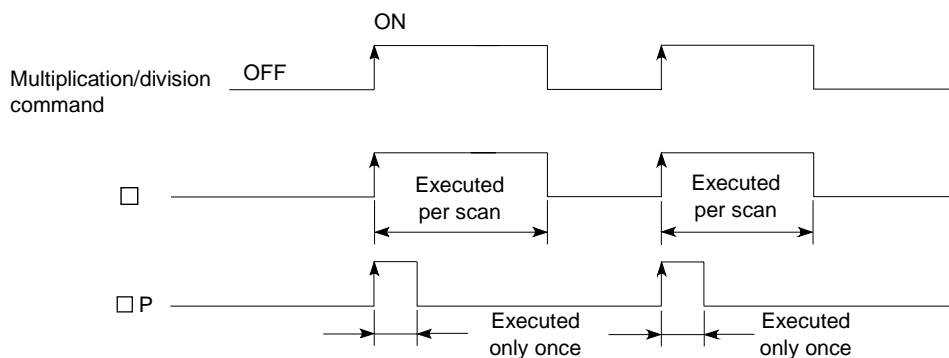 ON
OFF
Multiplication/division
command
Executed
per scan
Executed
per scan
□
□ P
Executed
only once
Executed
only once